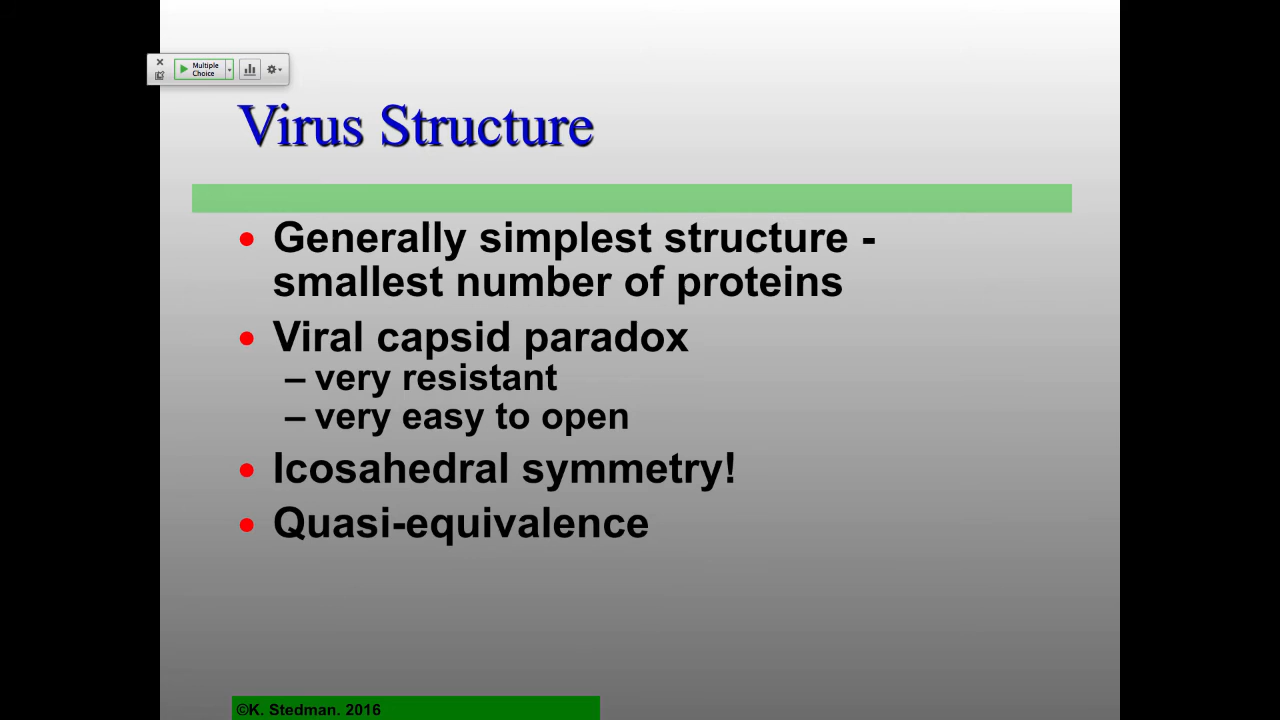 Multiple
Choice
Virus Structure
• Generally simplest structure -
smallest number of proteins
• Viral capsid paradox
– very resistant
– very easy to open
• Icosahedral symmetry!
• Quasi-equivalence
©K. Stedman. 2016